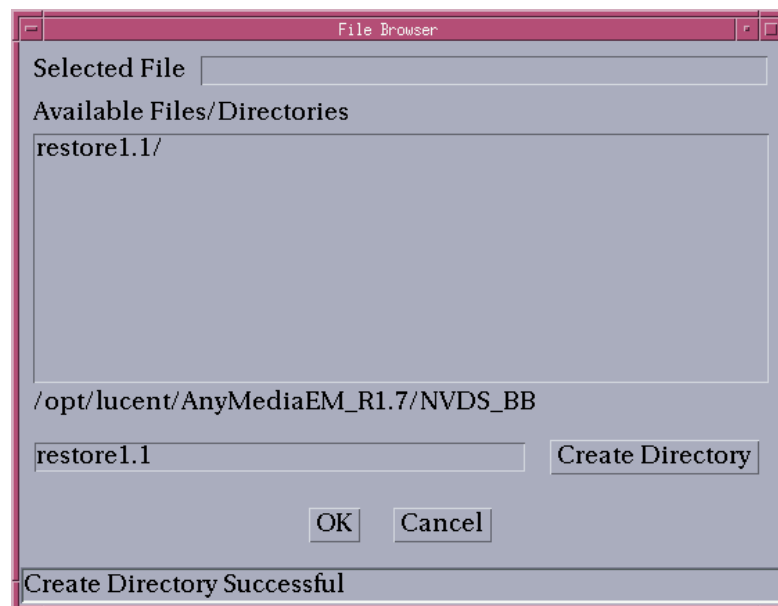 File Browser
Selected File
Available Files/Directories
restore1.1/
/opt/lucent/AnyMediaEM_R1.7/NVDS_BB
restore1.1
Create Directory
OK Cancel
Create Directory Successful